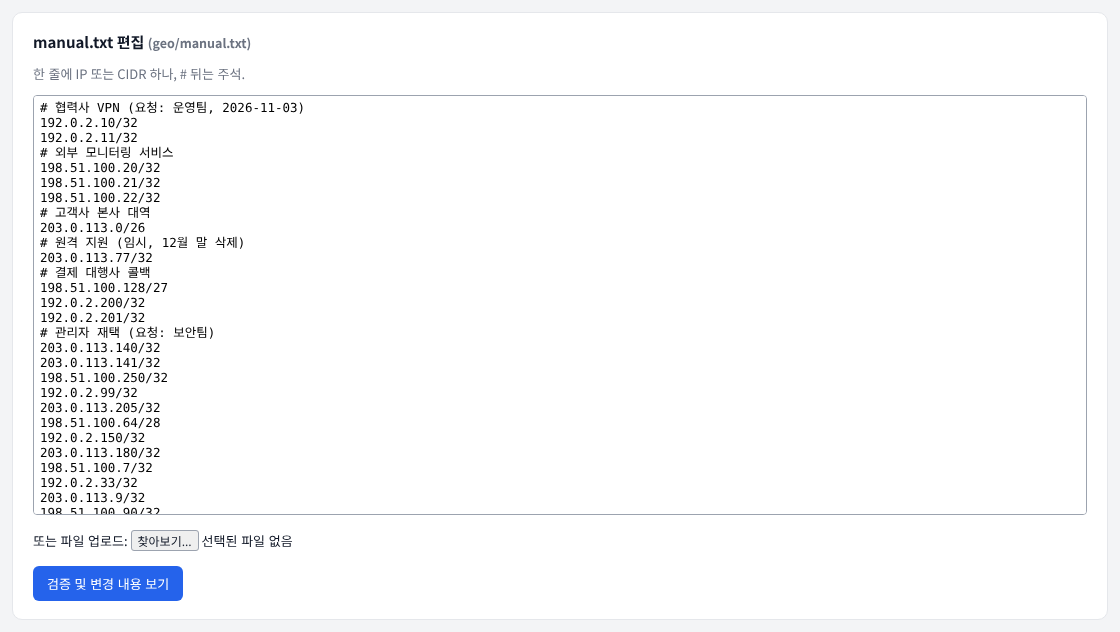 manual.txt 편집 (geo/manual.txt)
한 줄에 IP 또는 CIDR 하나, # 뒤는 주석.
# 협력사 VPN (요청: 운영팀, 2026-11-03)
192.0.2.10/32
192.0.2.11/32
# 외부 모니터링 서비스
198.51.100.20/32
198.51.100.21/32
198.51.100.22/32
# 고객사 본사 대역
203.0.113.0/26
# 원격 지원 (임시, 12월 말 삭제)
203.0.113.77/32
# 결제 대행사 콜백
198.51.100.128/27
192.0.2.200/32
192.0.2.201/32
# 관리자 재택 (요청: 보안팀)
203.0.113.140/32
203.0.113.141/32
198.51.100.250/32
192.0.2.99/32
203.0.113.205/32
198.51.100.64/28
192.0.2.150/32
203.0.113.180/32
198.51.100.7/32
192.0.2.33/32
203.0.113.9/32
198.51.100.90/32
또는 파일 업로드: 찾아보기... 선택된 파일 없음
검증 및 변경 내용 보기